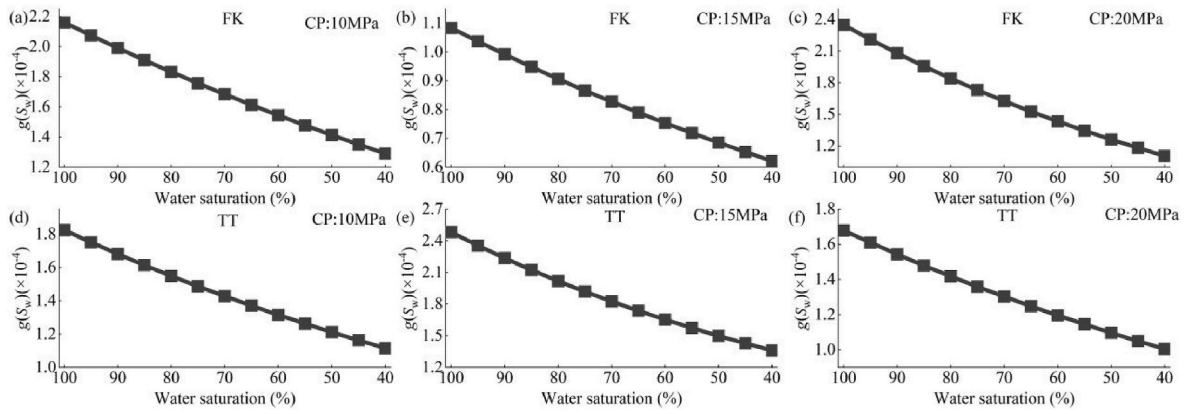 (a) FK CP:10MPa
g(Sw)(×10-4)
2.2
2.0
1.8
1.6
1.4
1.2
100 90 80 70 60 50 40
Water saturation (%)
(b) FK CP:15MPa
g(Sw)(×10-4)
1.1
1.0
0.9
0.8
0.7
0.6
100 90 80 70 60 50 40
Water saturation (%)
(c) FK CP:20MPa
g(Sw)(×10-4)
2.4
2.1
1.8
1.5
1.2
100 90 80 70 60 50 40
Water saturation (%)
(d) TT CP:10MPa
g(Sw)(×10-4)
1.8
1.6
1.4
1.2
1.0
100 90 80 70 60 50 40
Water saturation (%)
(e) TT CP:15MPa
g(Sw)(×10-4)
2.7
2.4
2.1
1.8
1.5
1.2
100 90 80 70 60 50 40
Water saturation (%)
(f) TT CP:20MPa
g(Sw)(×10-4)
1.8
1.6
1.4
1.2
1.0
100 90 80 70 60 50 40
Water saturation (%)